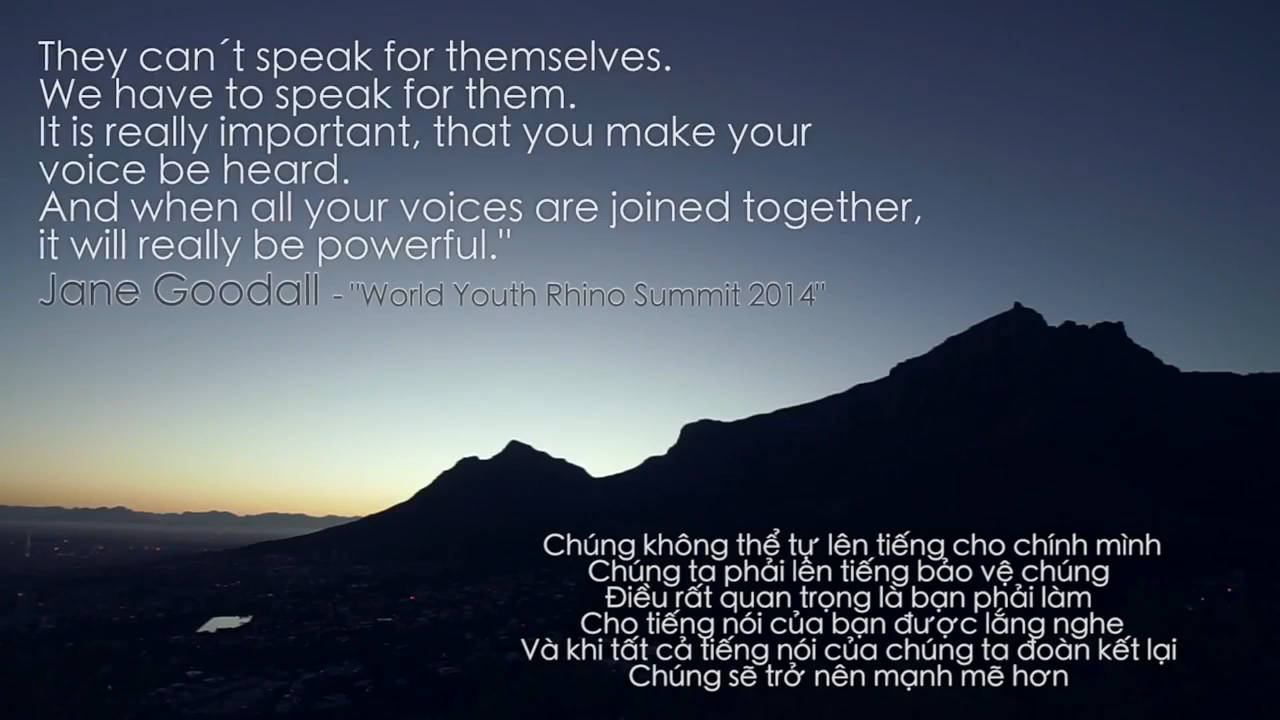 They can´t speak for themselves.
We have to speak for them.
It is really important, that you make your
voice be heard.
And when all your voices are joined together,
it will really be powerful."
Jane Goodall - "World Youth Rhino Summit 2014"
Chúng không thể tự lên tiếng cho chính mình
Chúng ta phải lên tiếng bảo vệ chúng
Điều rất quan trọng là bạn phải làm
Cho tiếng nói của bạn được lắng nghe
Và khi tất cả tiếng nói của chúng ta đoàn kết lại
Chúng sẽ trở nên mạnh mẽ hơn